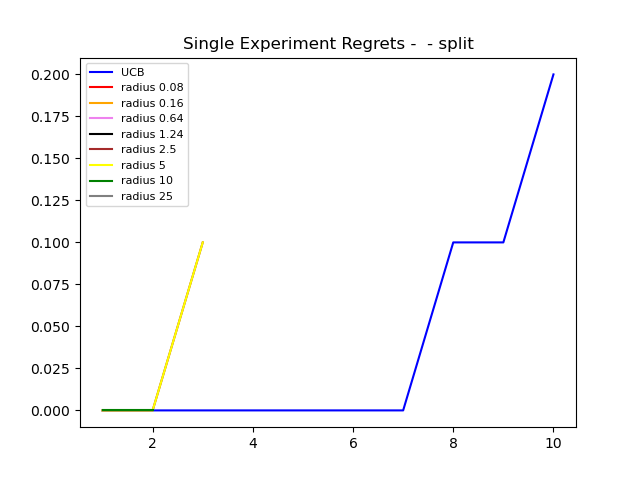 Single Experiment Regrets -  - split
0.200
0.175
0.150
0.125
0.100
0.075
0.050
0.025
0.000
UCB
radius 0.08
radius 0.16
radius 0.64
radius 1.24
radius 2.5
radius 5
radius 10
radius 25
2
4
6
8
10